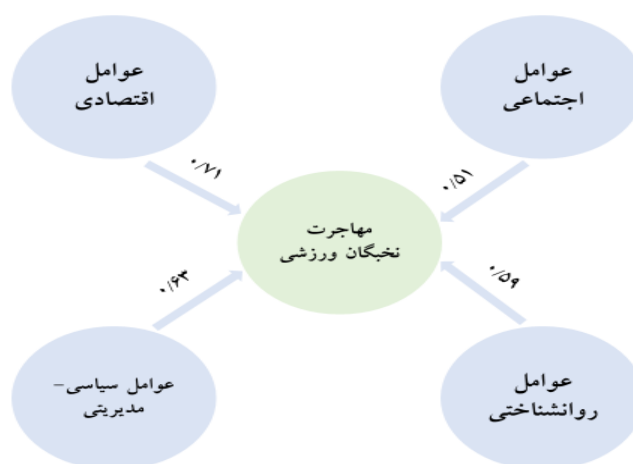 عوامل
اجتماعی
عوامل
اقتصادی
۰/۷۱
۰/۵۱
مهاجرت
نخبگان ورزشی
۰/۶۳
۰/۵۹
عوامل
روانشناختی
عوامل سیاسی-
مدیریتی